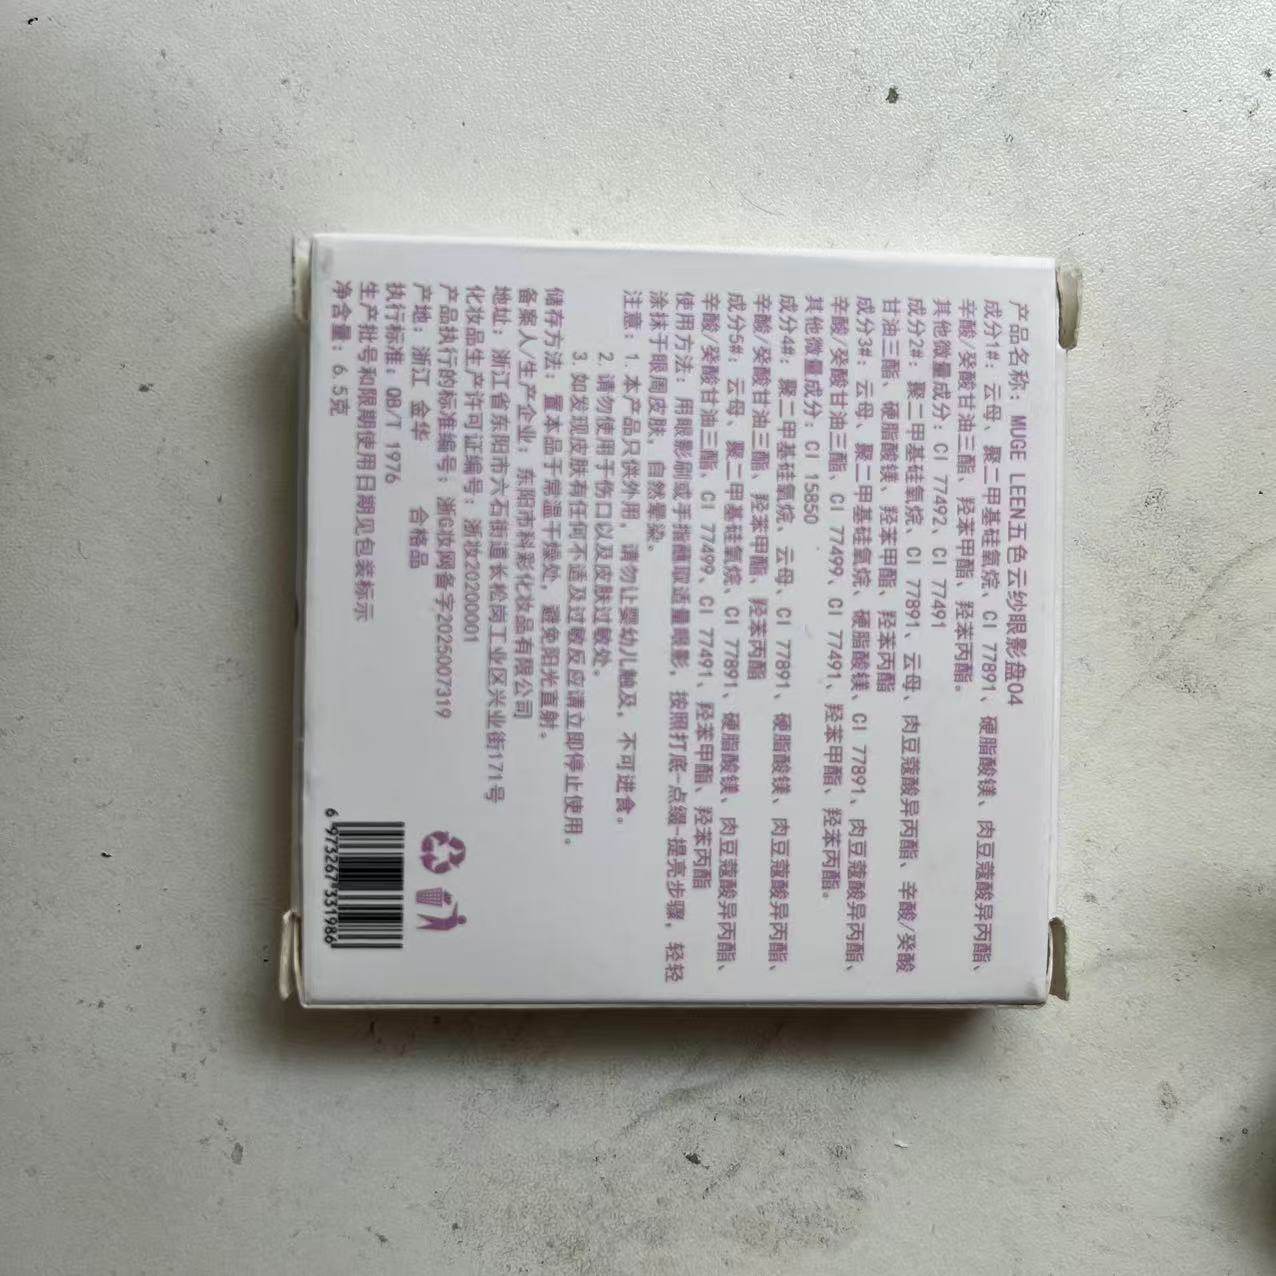 产品名称：MUGE LEEN五色云纱眼影盘04
成分1#：云母、聚二甲基硅氧烷、CI 77891、硬脂酸镁、肉豆蔻酸异丙酯、
辛酸/癸酸甘油三酯、羟苯甲酯、羟苯丙酯。
其他微量成分：CI 77492、CI 77491
成分2#：聚二甲基硅氧烷、CI 77891、云母、肉豆蔻酸异丙酯、辛酸/癸酸
甘油三酯、硬脂酸镁、羟苯甲酯、羟苯丙酯
成分3#：云母、聚二甲基硅氧烷、硬脂酸镁、CI 77891、肉豆蔻酸异丙酯、
辛酸/癸酸甘油三酯、CI 77499、CI 77491、羟苯甲酯、羟苯丙酯。
其他微量成分：CI 15850
成分4#：聚二甲基硅氧烷、云母、CI 77891、硬脂酸镁、肉豆蔻酸异丙酯、
辛酸/癸酸甘油三酯、羟苯甲酯、羟苯丙酯
成分5#：云母、聚二甲基硅氧烷、CI 77891、硬脂酸镁、肉豆蔻酸异丙酯、
辛酸/癸酸甘油三酯、CI 77499、CI 77491、羟苯甲酯、羟苯丙酯
使用方法：用眼影刷或手指蘸取适量眼影，按照打底-点缀-提亮步骤，轻轻
涂抹于眼周皮肤，自然晕染。
注意：1.本产品只供外用，请勿让婴幼儿触及，不可进食。
2.请勿使用于伤口以及皮肤过敏处。
3.如发现皮肤有任何不适及过敏反应请立即停止使用。
储存方法：置本品于常温干燥处，避免阳光直射。
备案人/生产企业：东阳市科彩化妆品有限公司
地址：浙江省东阳市六石街道长松岗工业区兴业街171号
化妆品生产许可证编号：浙妆20200001
产品执行的标准编号：浙G妆网备字2025007319
产地：浙江 金华 合格品
执行标准：QB/T 1976
生产批号和限期使用日期见包装标示
净含量：6.5克
6 973267 331986